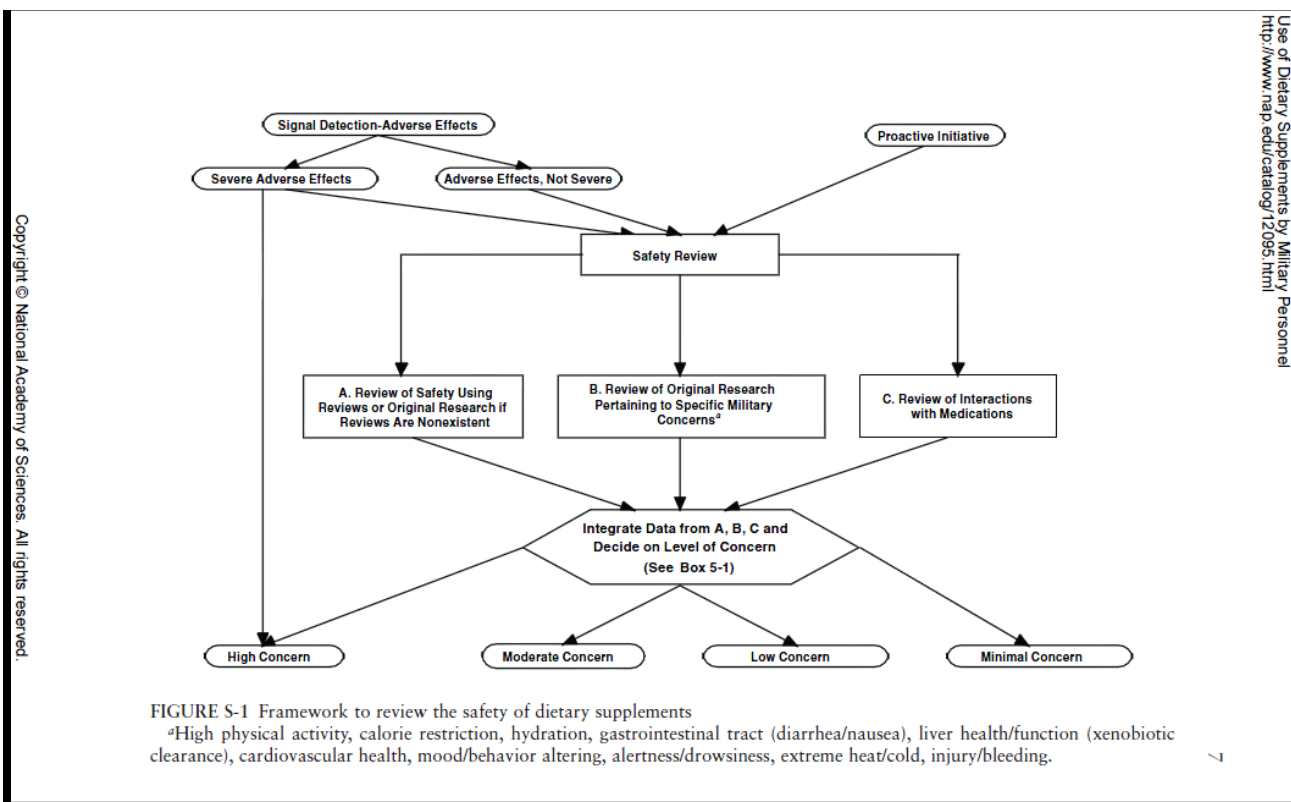 Use of Dietary Supplements by Military Personnel
http://www.nap.edu/catalog/12095.html
Signal Detection-Adverse Effects
Proactive Initiative
Severe Adverse Effects
Adverse Effects, Not Severe
Safety Review
A. Review of Safety Using
Reviews or Original Research if
Reviews Are Nonexistent
B. Review of Original Research
Pertaining to Specific Military
Concernsᵃ
C. Review of Interactions
with Medications
Integrate Data from A, B, C and
Decide on Level of Concern
(See Box 5-1)
High Concern
Moderate Concern
Low Concern
Minimal Concern
FIGURE S-1 Framework to review the safety of dietary supplements
ᵃHigh physical activity, calorie restriction, hydration, gastrointestinal tract (diarrhea/nausea), liver health/function (xenobiotic
clearance), cardiovascular health, mood/behavior altering, alertness/drowsiness, extreme heat/cold, injury/bleeding.
7
Copyright © National Academy of Sciences. All rights reserved.